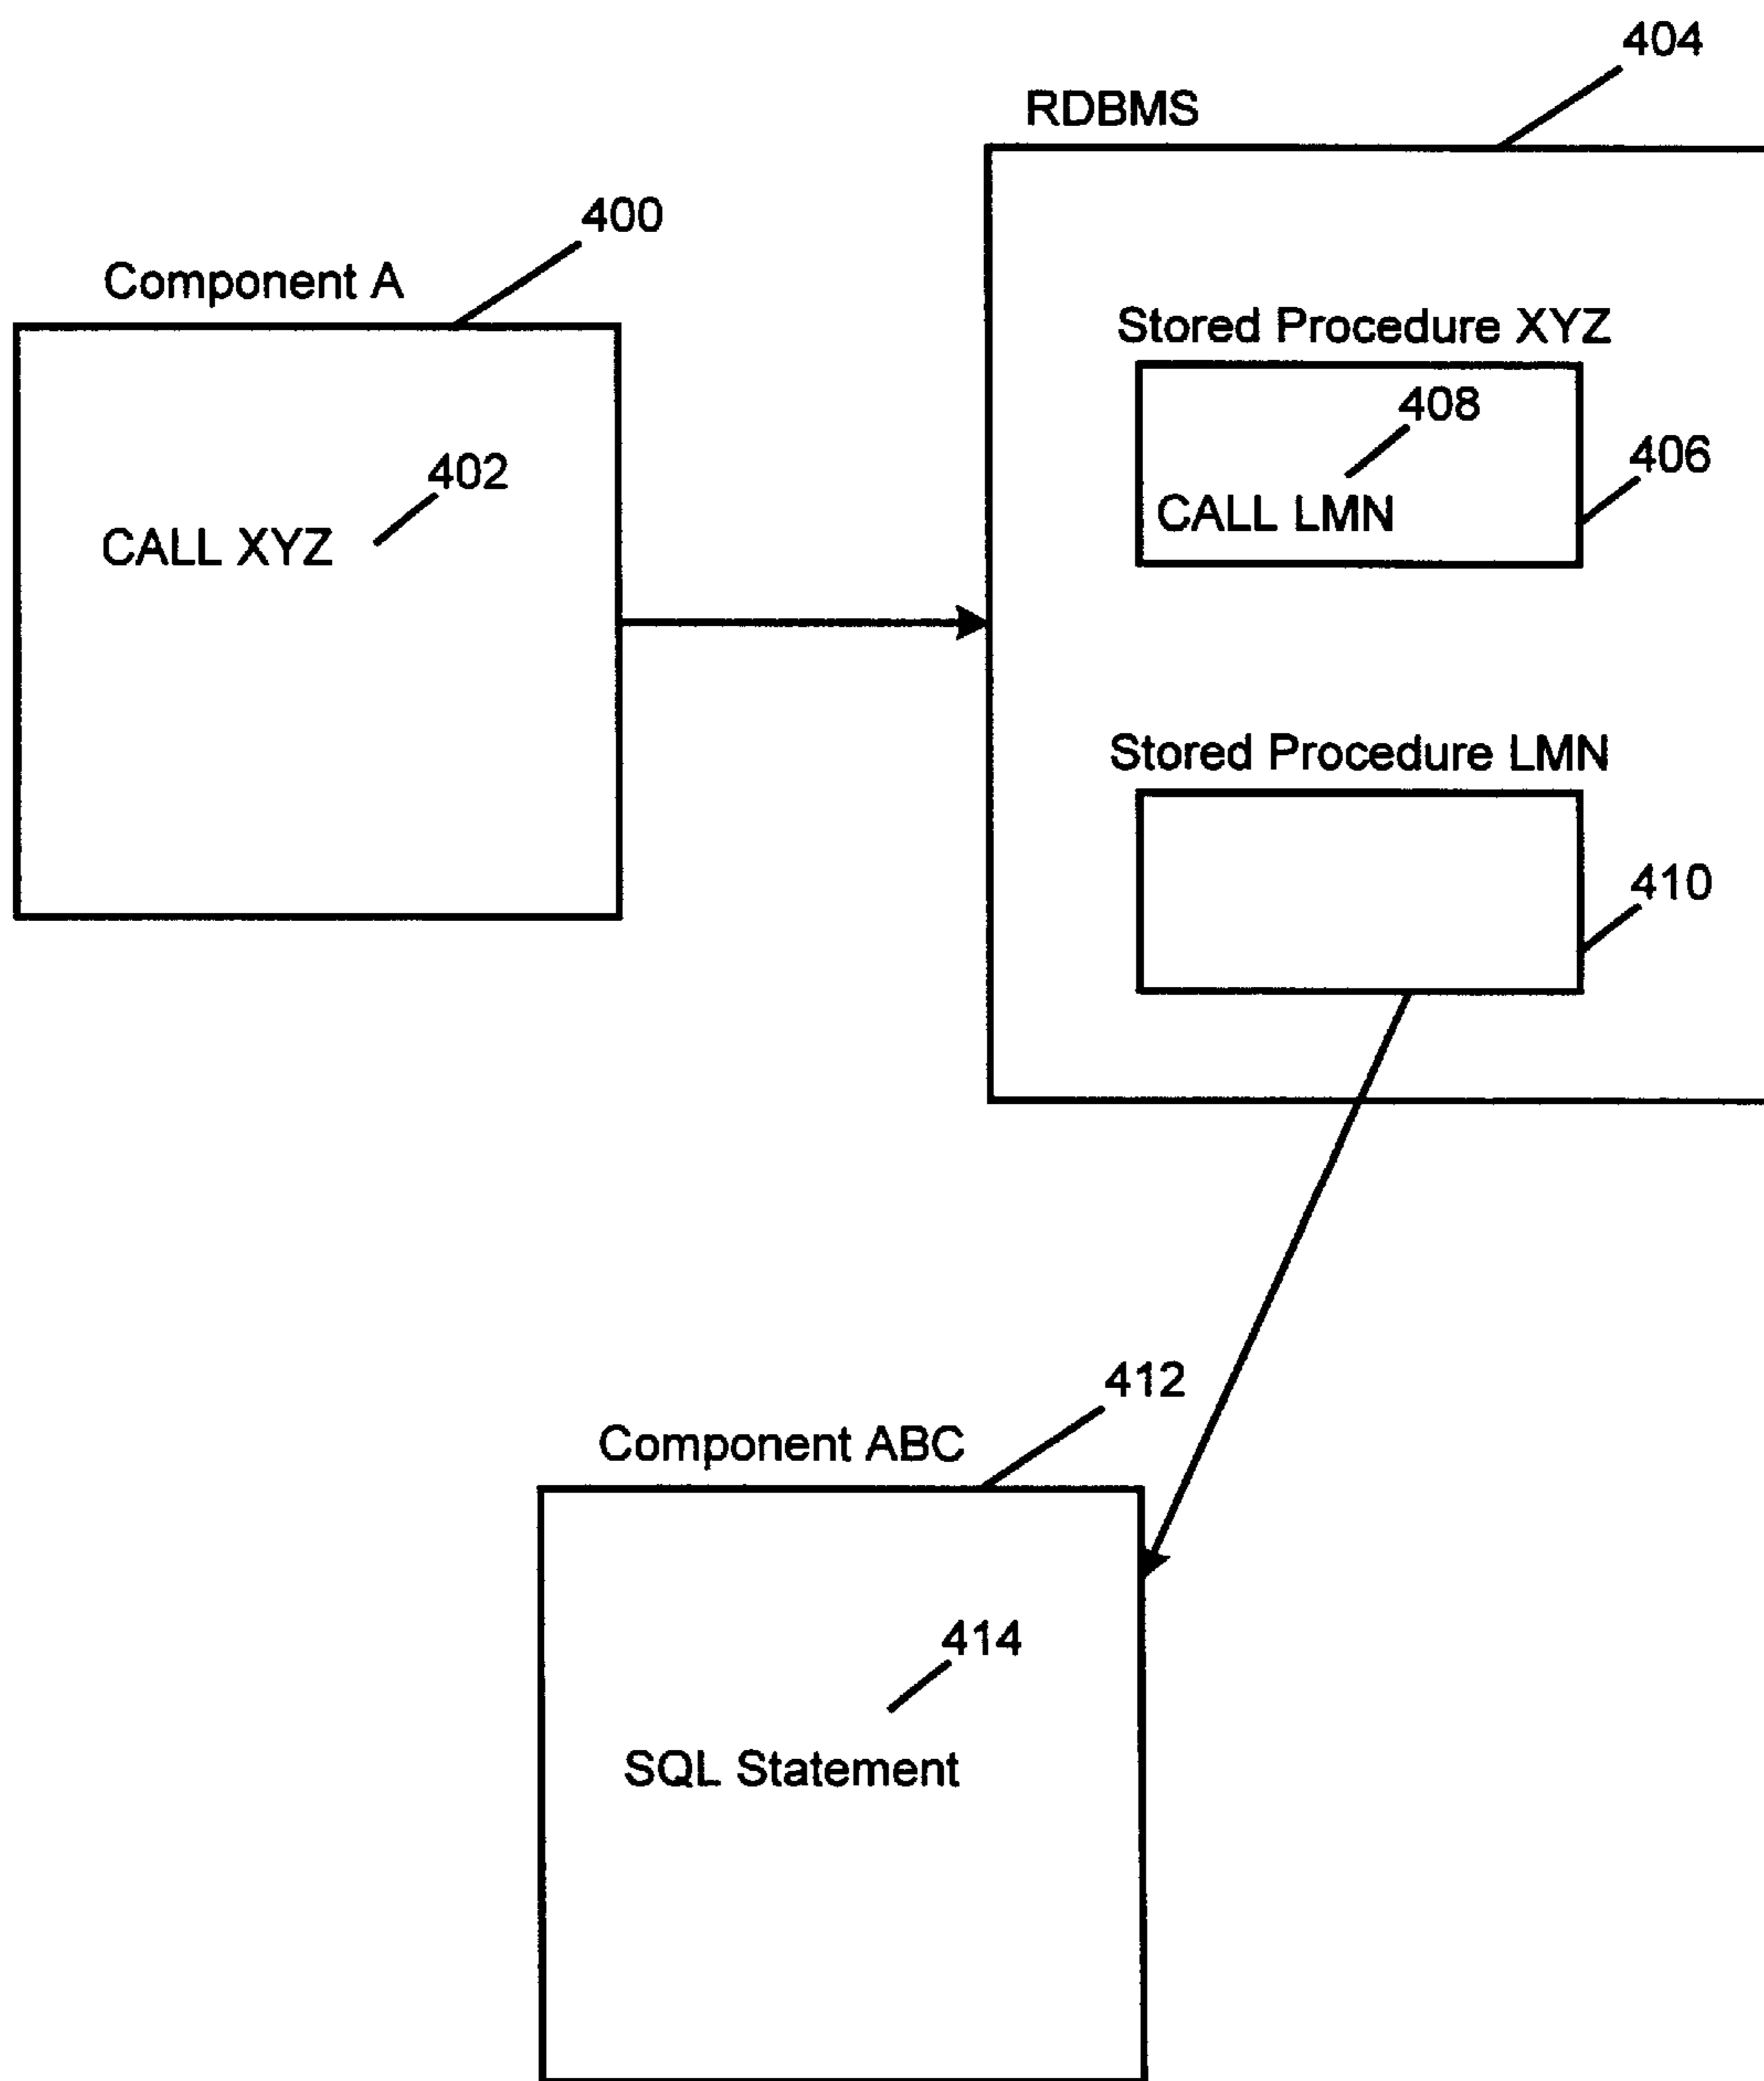 404
RDBMS
400
Component A
Stored Procedure XYZ
408
406
402
CALL LMN
CALL XYZ
Stored Procedure LMN
410
412
Component ABC
414
SQL Statement